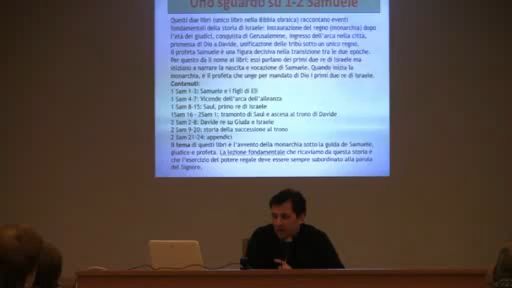 Uno sguardo su 1-2 Samuele
Questi due libri (unico libro nella Bibbia ebraica) raccontano eventi
fondamentali della storia di Israele: instaurazione del regno (monarchia) dopo
l'età dei giudici, conquista di Gerusalemme, ingresso dell'arca nella città,
promessa di Dio a Davide, unificazione delle tribù sotto un unico regno.
Il profeta Samuele è una figura decisiva nella transizione tra le due epoche.
Per questo dà il nome ai libri: essi parlano dei primi due re di Israele ma
iniziano a narrare la nascita e vocazione di Samuele. Quando inizia la
monarchia, è il profeta che unge per mandato di Dio i primi due re di Israele.
Contenuti:
1 Sam 1-3: Samuele e i figli di Eli
1 Sam 4-7: Vicende dell'arca dell'alleanza
1 Sam 8-15: Saul, primo re di Israele
1Sam 16 - 2Sam 1: tramonto di Saul e ascesa al trono di Davide
2 Sam 2-8: Davide re su Giuda e Israele
2 Sam 9-20: storia della successione al trono
2 Sam 21-24: appendici
Il tema di questi libri è l'avvento della monarchia sotto la guida de Samuele,
giudice e profeta. La lezione fondamentale che ricaviamo da questa storia è
che l'esercizio del potere regale deve essere sempre subordinato alla parola
del Signore.